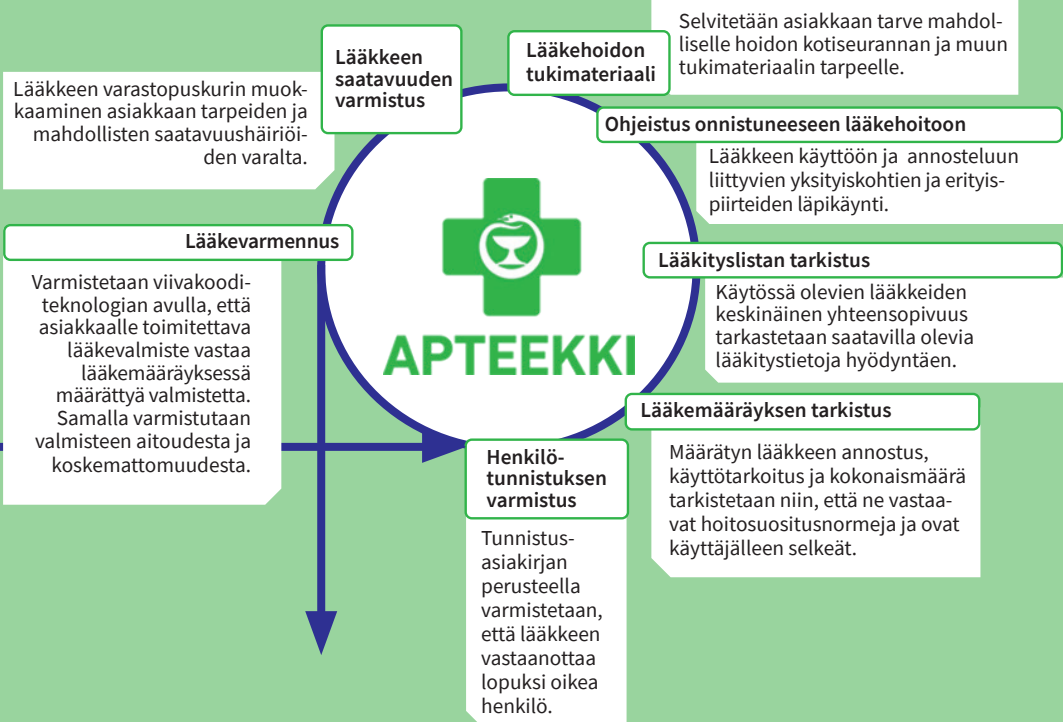 Selvitetään asiakkaan tarve mahdol-
liselle hoidon kotiseurannan ja muun
tukimateriaalin tarpeelle.
Lääkkeen
saatavuuden
varmistus
Lääkehoidon
tukimateriaali
Lääkkeen varastopuskurin muok-
kaaminen asiakkaan tarpeiden ja
mahdollisten saatavuushäiriöi-
den varalta.
Ohjeistus onnistuneeseen lääkehoitoon
Lääkkeen käyttöön ja annosteluun
liittyvien yksityiskohtien ja erityis-
piirteiden läpikäynti.
Lääkevarmennus
Varmistetaan viivakoodi-
teknologian avulla, että
asiakkaalle toimitettava
lääkevalmiste vastaa
lääkemääräyksessä
määrättyä valmistetta.
Samalla varmistutaan
valmisteen aitoudesta ja
koskemattomuudesta.
APTEEKKI
Lääkityslistan tarkistus
Käytössä olevien lääkkeiden
keskinäinen yhteensopivuus
tarkastetaan saatavilla olevia
lääkitystietoja hyödyntäen.
Lääkemääräyksen tarkistus
Määrätyn lääkkeen annostus,
käyttötarkoitus ja kokonaismäärä
tarkistetaan niin, että ne vastaa-
vat hoitosuositusnormeja ja ovat
käyttäjälleen selkeät.
Henkilö-
tunnistuksen
varmistus
Tunnistus-
asiakirjan
perusteella
varmistetaan,
että lääkkeen
vastaanottaa
lopuksi oikea
henkilö.